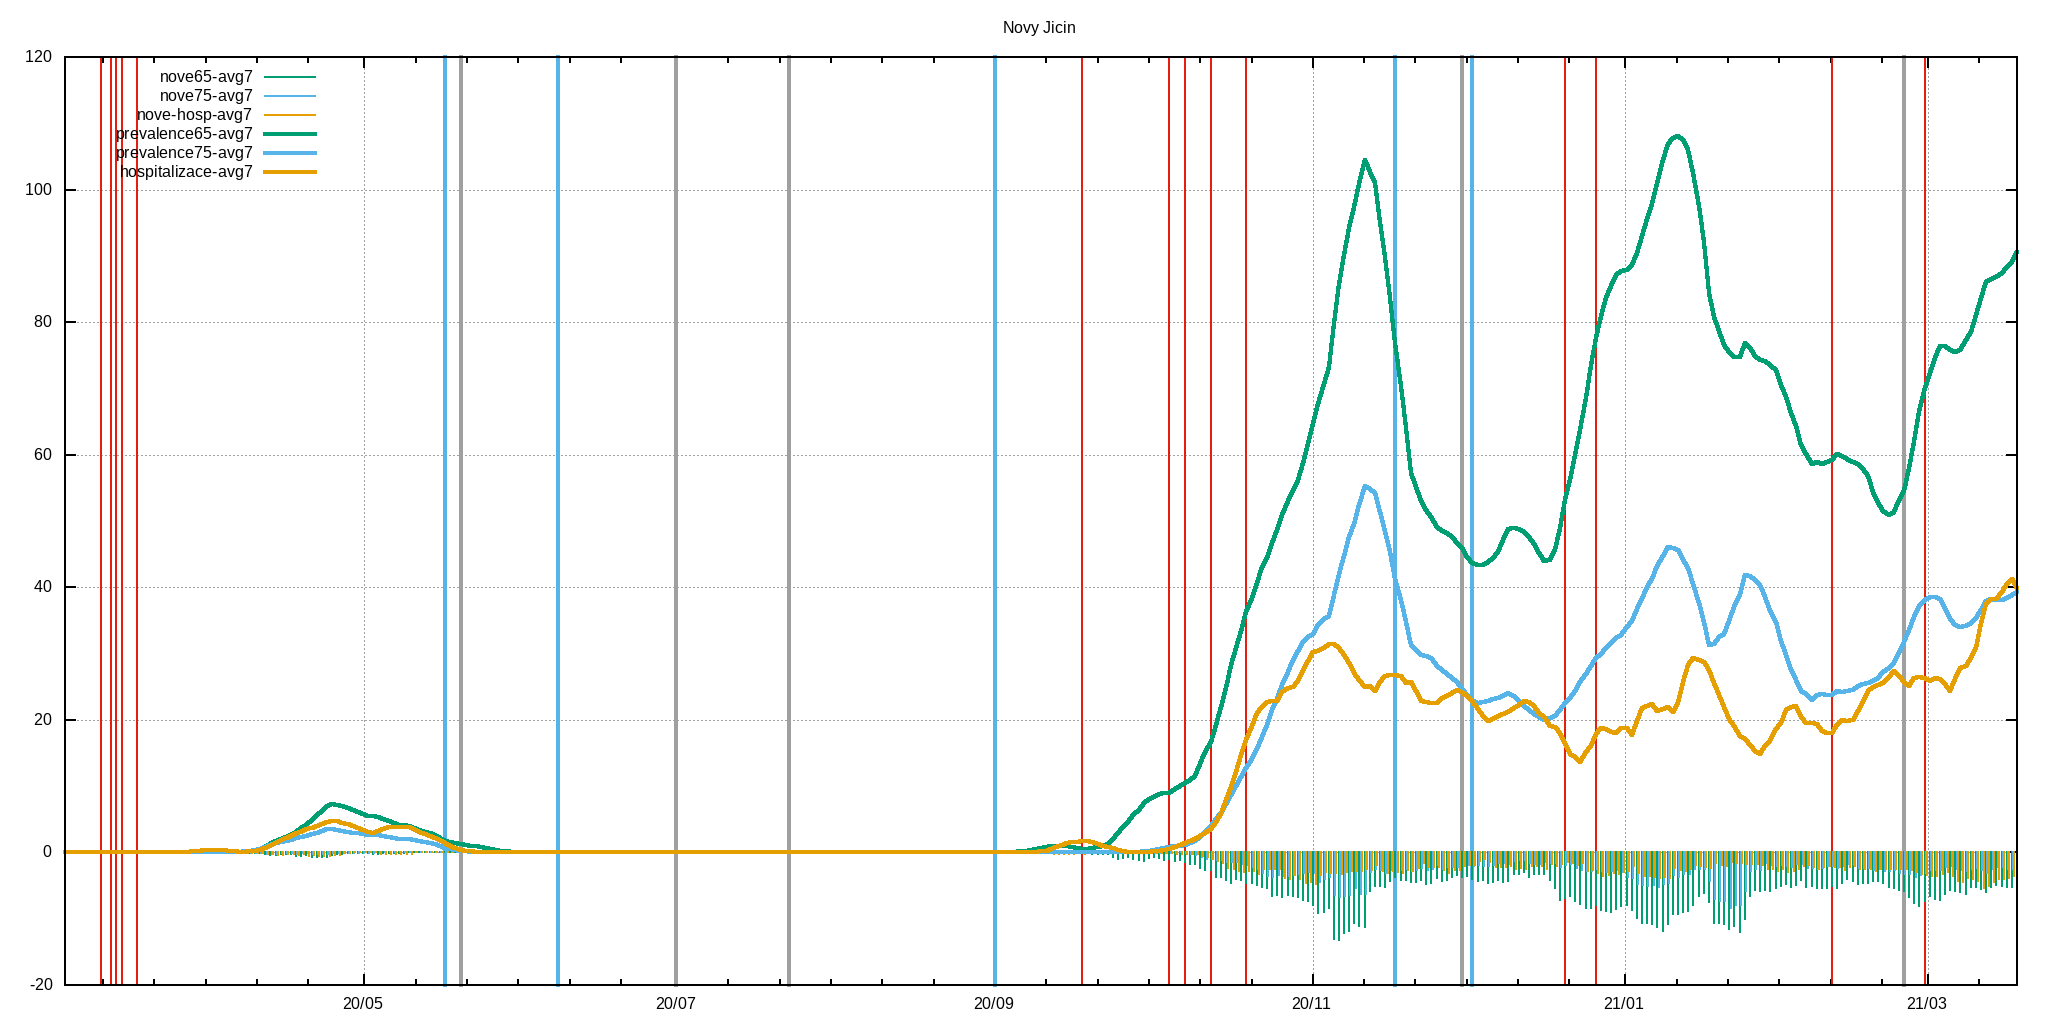 Novy Jicin
120
100
80
60
40
20
0
-20
nove65-avg7
nove75-avg7
nove-hosp-avg7
prevalence65-avg7
prevalence75-avg7
hospitalizace-avg7
20/05
20/07
20/09
20/11
21/01
21/03